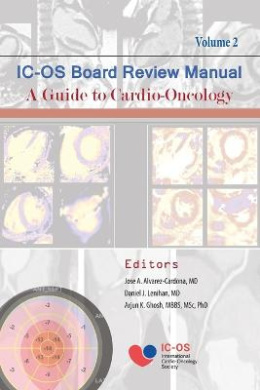 Volume 2
IC-OS Board Review Manual
A Guide to Cardio-Oncology
Editors
Jose A. Alvarez-Cardona, MD
Daniel J. Lenihan, MD
Arjun K. Ghosh, MBBS, MSc, PhD
IC-OS
International
Cardio-Oncology
Society